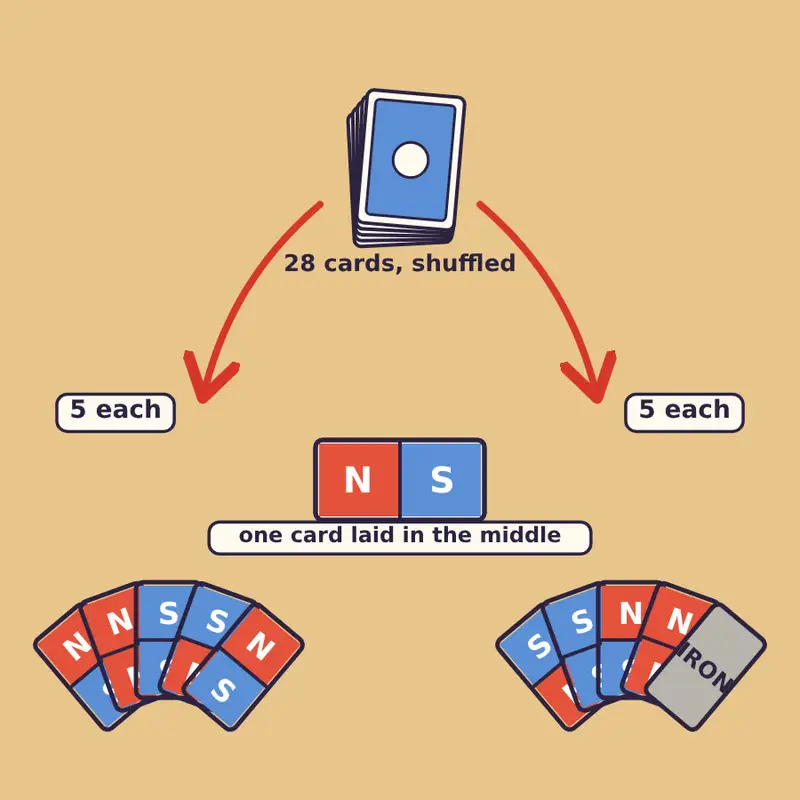 28 cards, shuffled
5 each
5 each
N S
one card laid in the middle
N N S S N
S S
S S N N IRON
S